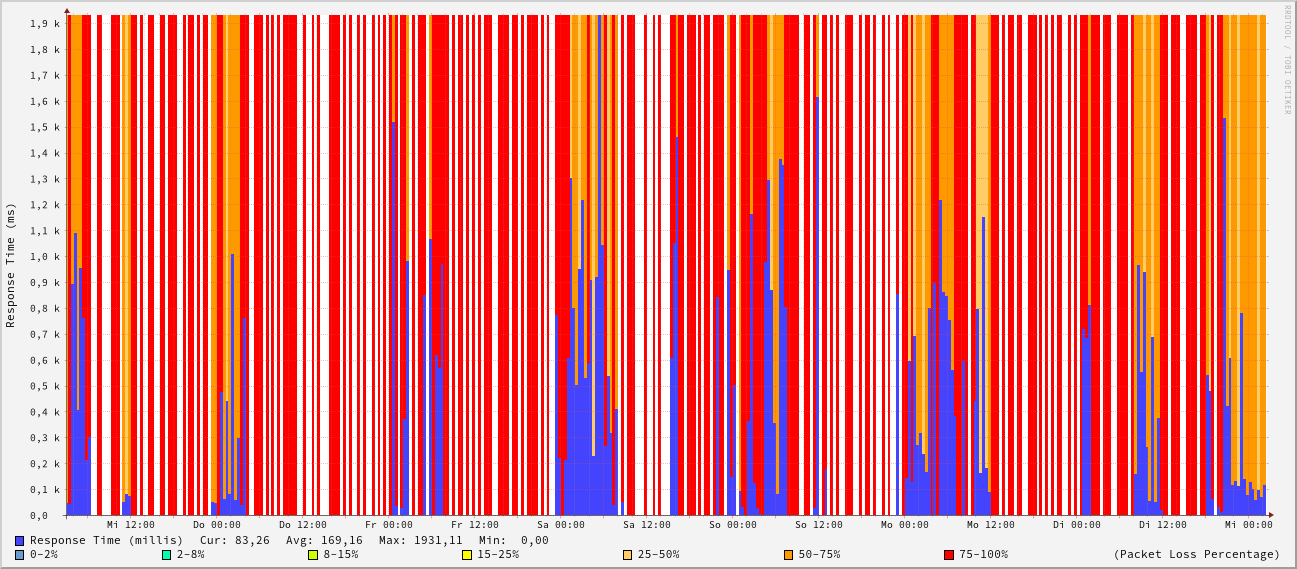 1,9 k
1,8 k
1,7 k
1,6 k
1,5 k
1,4 k
1,3 k
1,2 k
1,1 k
1,0 k
0,9 k
0,8 k
0,7 k
0,6 k
0,5 k
0,4 k
0,3 k
0,2 k
0,1 k
0,0
Response Time (ms)
RRDTOOL / TOBI OETIKER
Mi 12:00 Do 00:00 Do 12:00 Fr 00:00 Fr 12:00 Sa 00:00 Sa 12:00 So 00:00 So 12:00 Mo 00:00 Mo 12:00 Di 00:00 Di 12:00 Mi 00:00
Response Time (millis) Cur: 83,26 Avg: 169,16 Max: 1931,11 Min: 0,00
0-2% 2-8% 8-15% 15-25% 25-50% 50-75% 75-100% (Packet Loss Percentage)